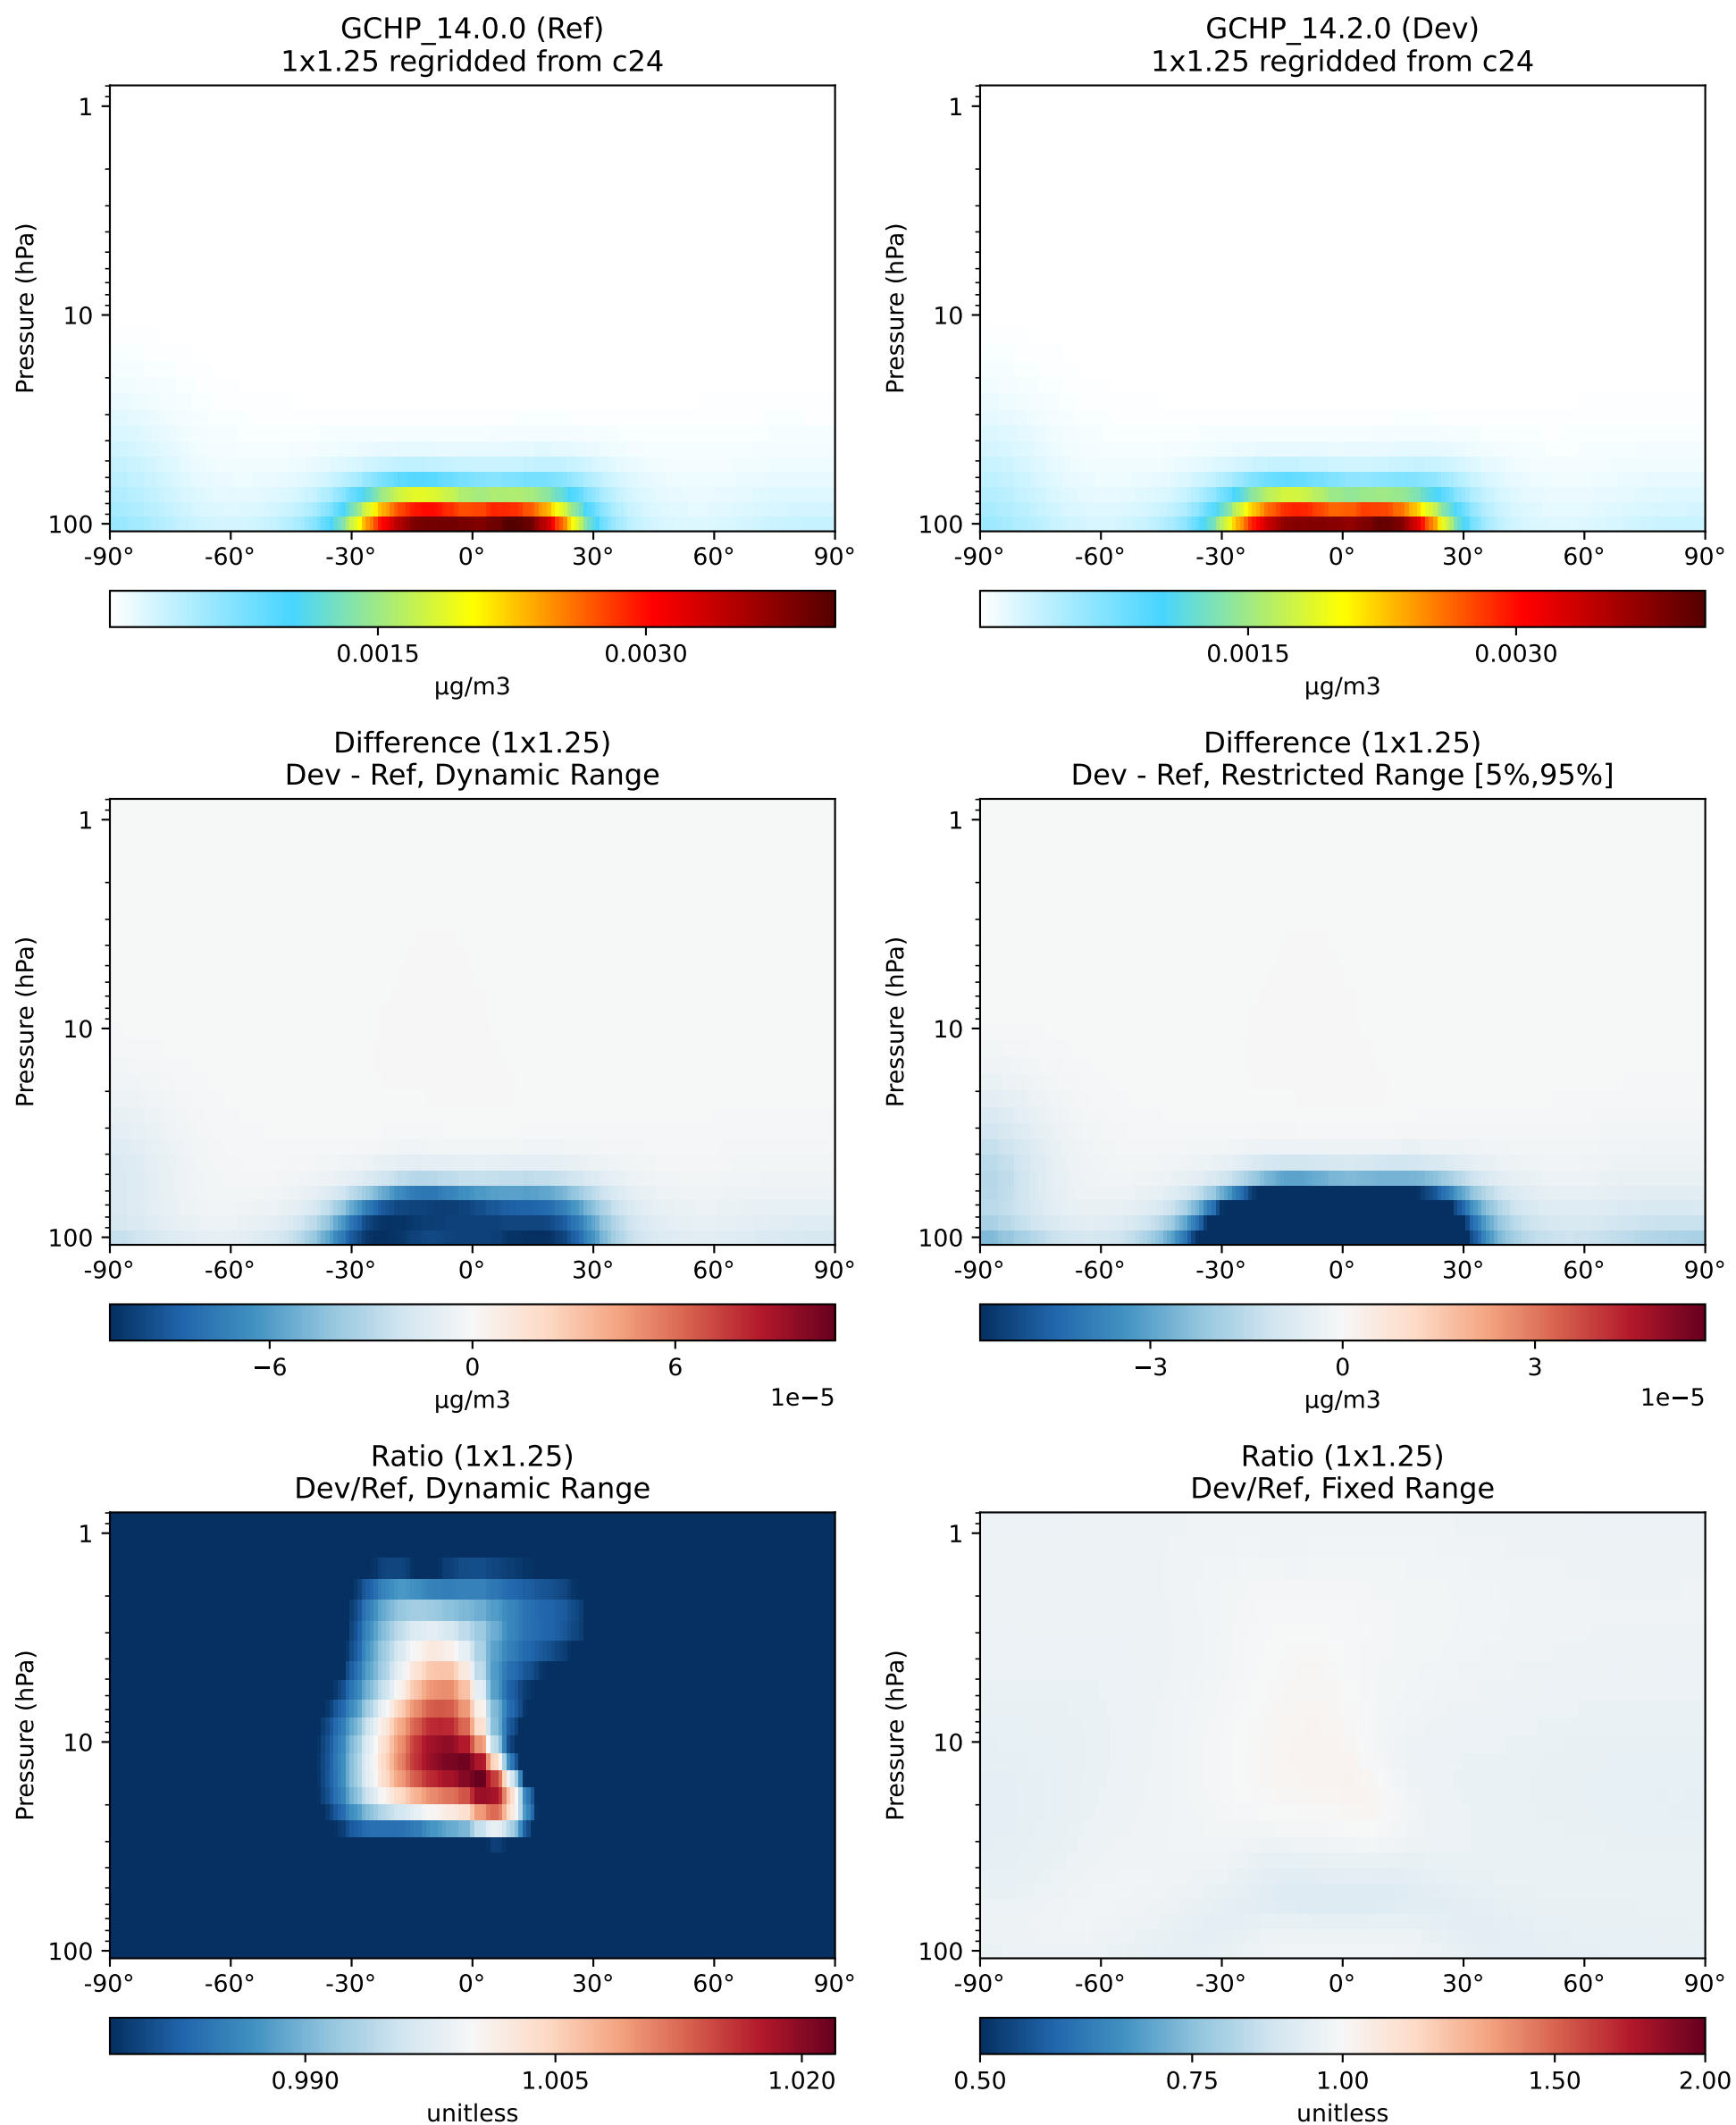 GCHP_14.0.0 (Ref)
1x1.25 regridded from c24
Pressure (hPa)
1
10
100
-90° -60° -30° 0° 30° 60° 90°
0.0015 0.0030
μg/m3
GCHP_14.2.0 (Dev)
1x1.25 regridded from c24
Pressure (hPa)
1
10
100
-90° -60° -30° 0° 30° 60° 90°
0.0015 0.0030
μg/m3
Difference (1x1.25)
Dev - Ref, Dynamic Range
Pressure (hPa)
1
10
100
-90° -60° -30° 0° 30° 60° 90°
−6 0 6
μg/m3 1e−5
Difference (1x1.25)
Dev - Ref, Restricted Range [5%,95%]
Pressure (hPa)
1
10
100
-90° -60° -30° 0° 30° 60° 90°
−3 0 3
μg/m3 1e−5
Ratio (1x1.25)
Dev/Ref, Dynamic Range
Pressure (hPa)
1
10
100
-90° -60° -30° 0° 30° 60° 90°
0.990 1.005 1.020
unitless
Ratio (1x1.25)
Dev/Ref, Fixed Range
Pressure (hPa)
1
10
100
-90° -60° -30° 0° 30° 60° 90°
0.50 0.75 1.00 1.50 2.00
unitless